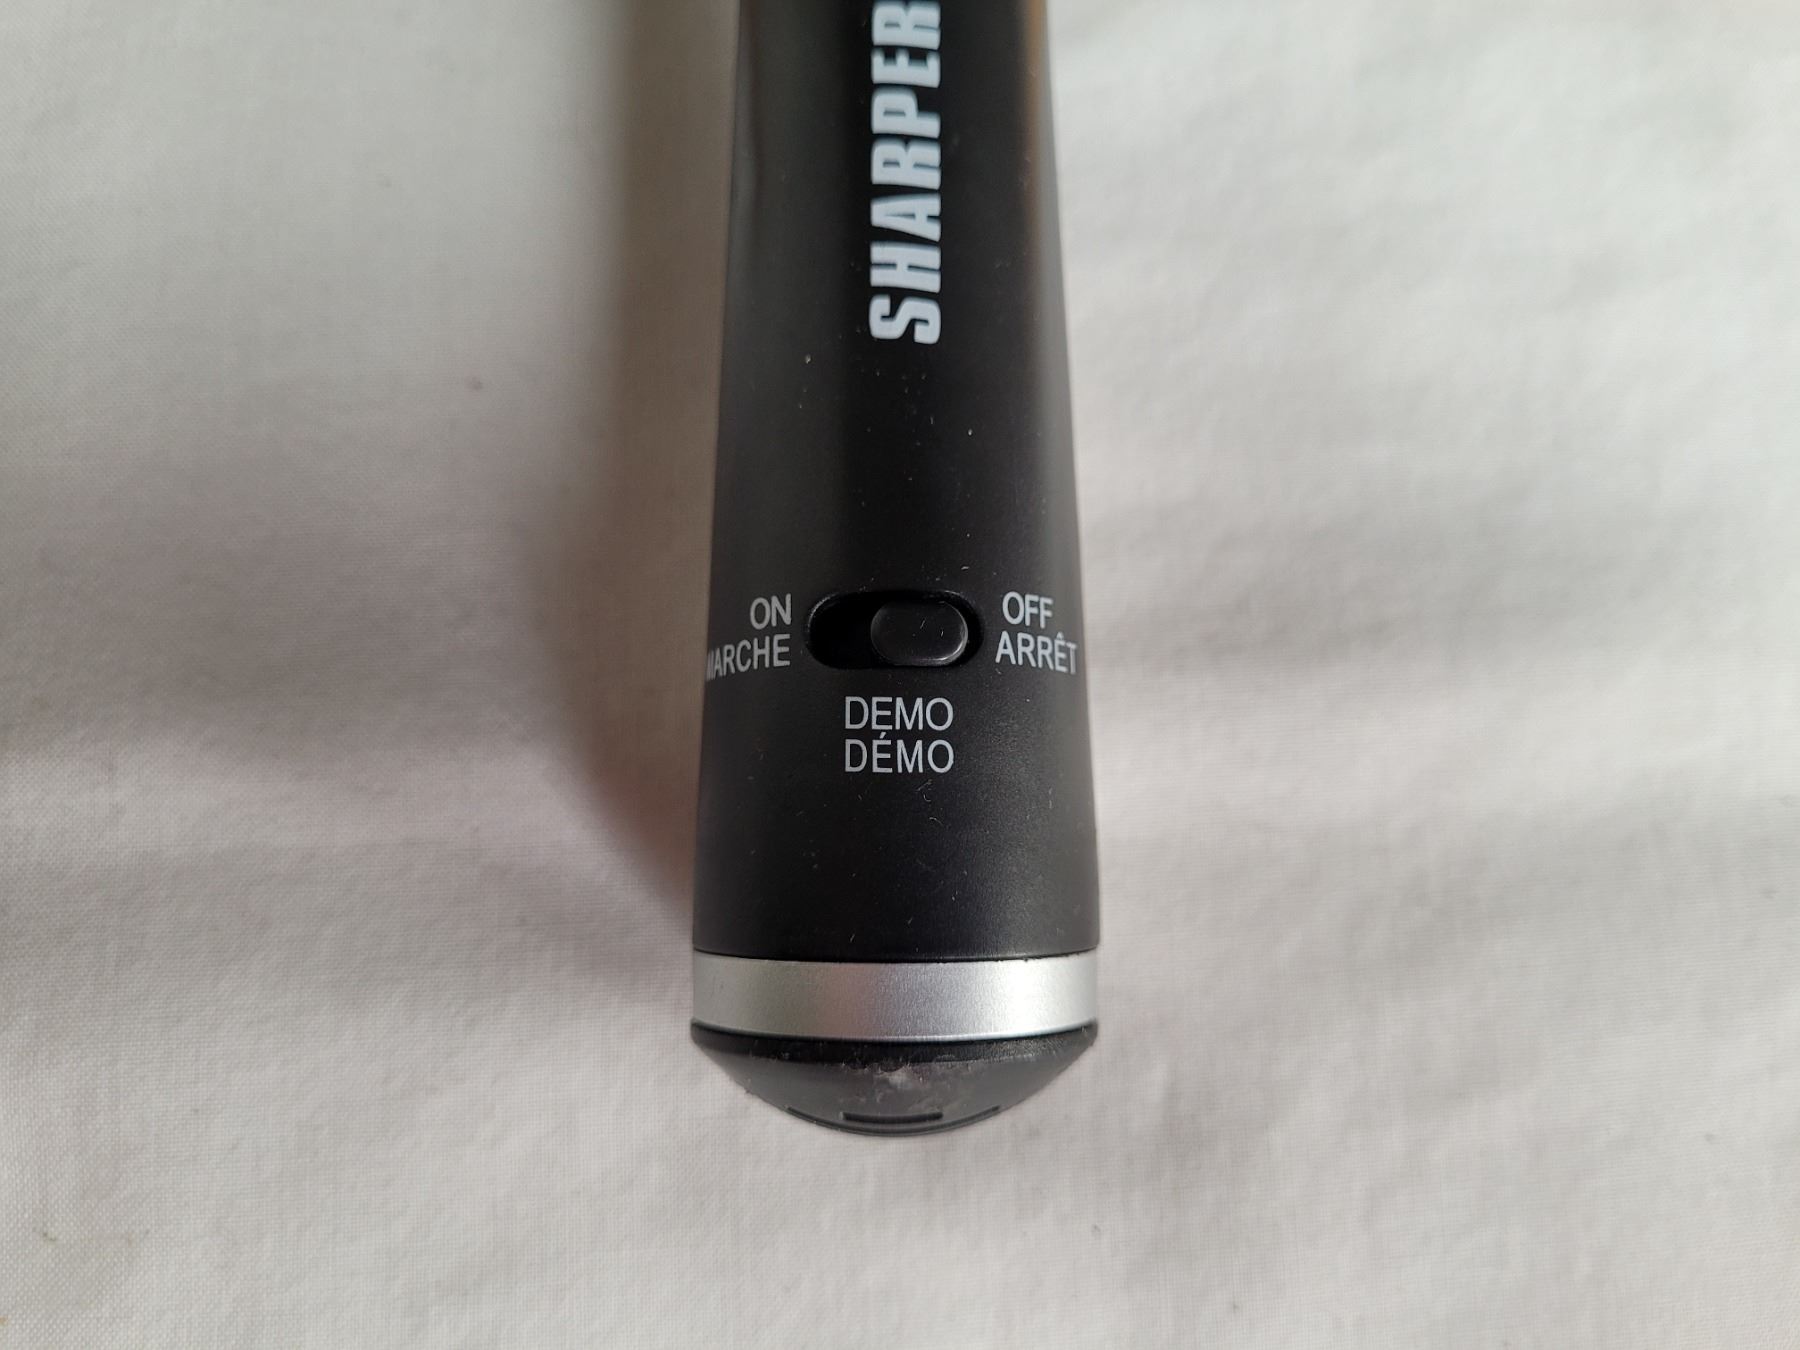 SHARPER
ON
MARCHE
OFF
ARRÊT
DEMO
DÉMO